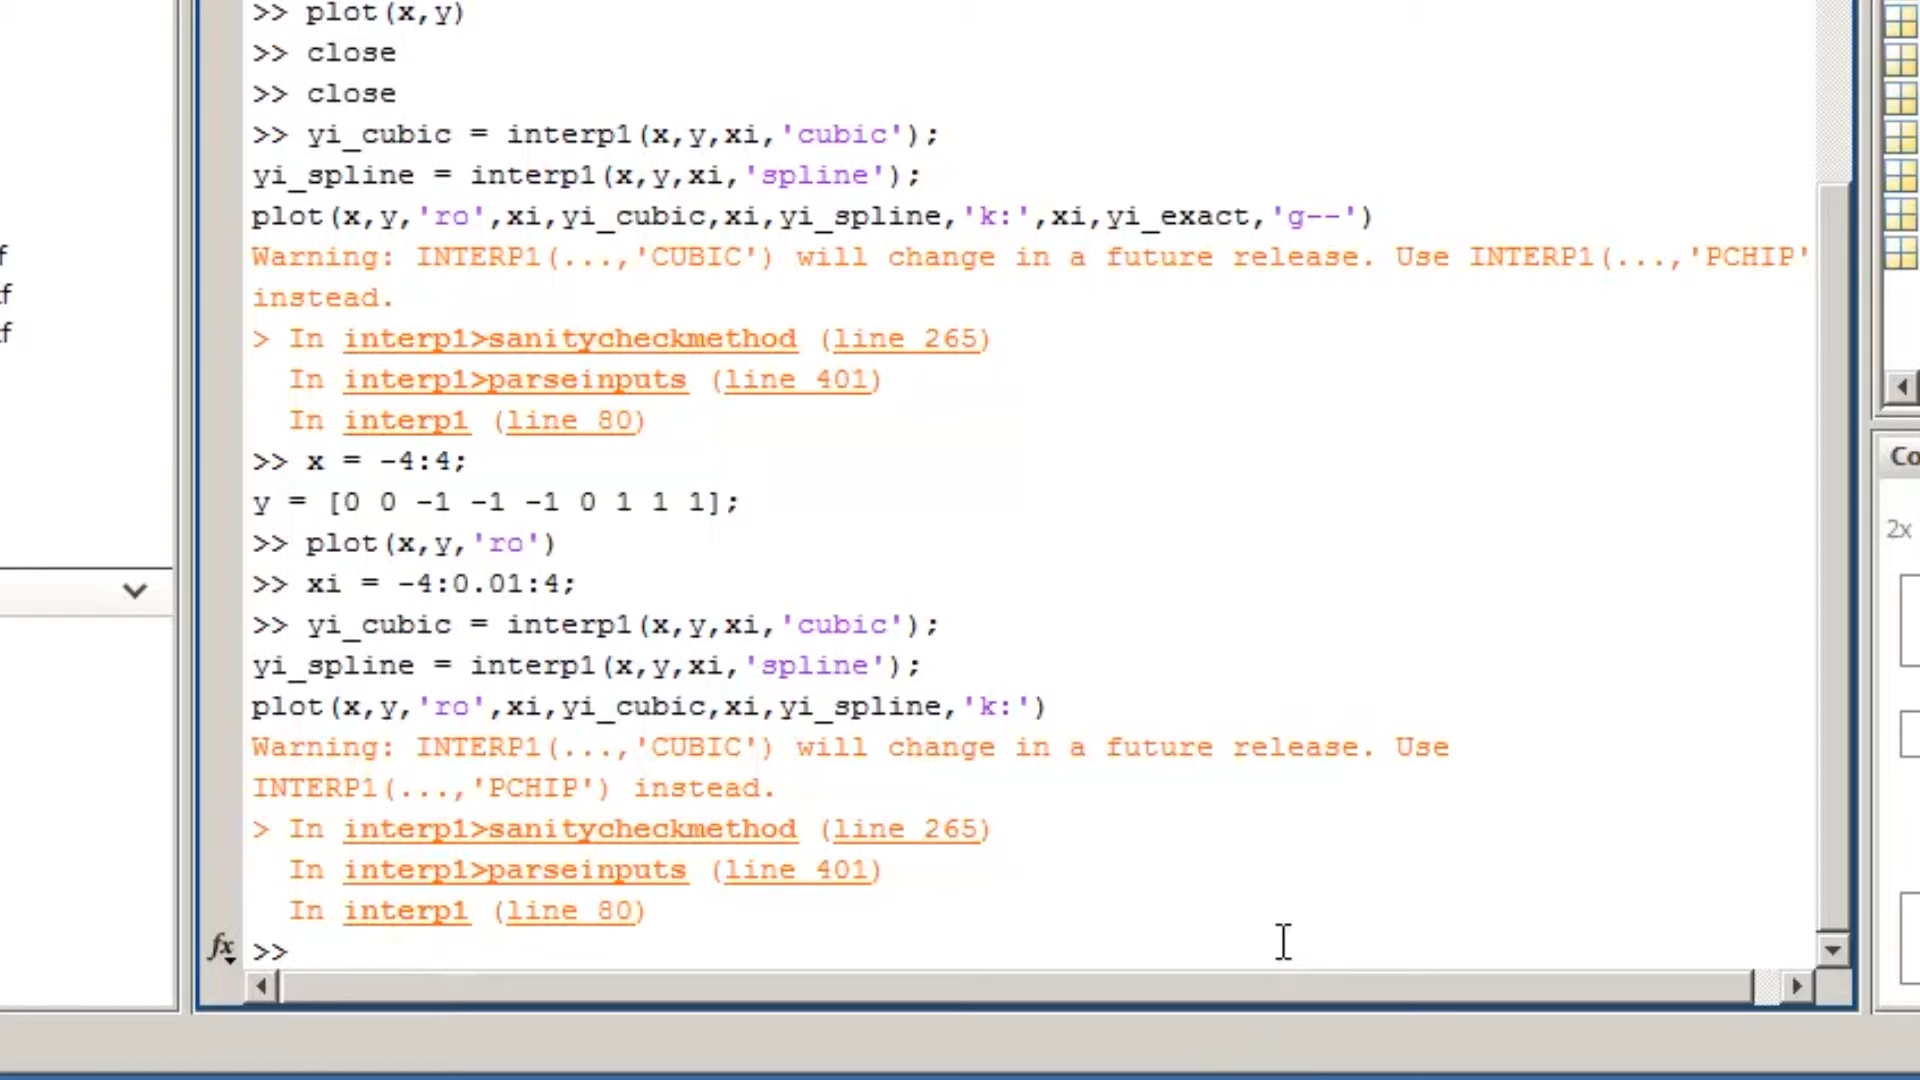 >> plot(x,y)
>> close
>> close
>> yi_cubic = interp1(x,y,xi,'cubic');
yi_spline = interp1(x,y,xi,'spline');
plot(x,y,'ro',xi,yi_cubic,xi,yi_spline,'k:',xi,yi_exact,'g--')
Warning: INTERP1(...,'CUBIC') will change in a future release. Use INTERP1(...,'PCHIP'
instead.
> In interp1>sanitycheckmethod (line 265)
In interp1>parseinputs (line 401)
In interp1 (line 80)
>> x = -4:4;
y = [0 0 -1 -1 -1 0 1 1 1];
>> plot(x,y,'ro')
>> xi = -4:0.01:4;
>> yi_cubic = interp1(x,y,xi,'cubic');
yi_spline = interp1(x,y,xi,'spline');
plot(x,y,'ro',xi,yi_cubic,xi,yi_spline,'k:')
Warning: INTERP1(...,'CUBIC') will change in a future release. Use
INTERP1(...,'PCHIP') instead.
> In interp1>sanitycheckmethod (line 265)
In interp1>parseinputs (line 401)
In interp1 (line 80)
fx >>
f
f
f
Co
2x